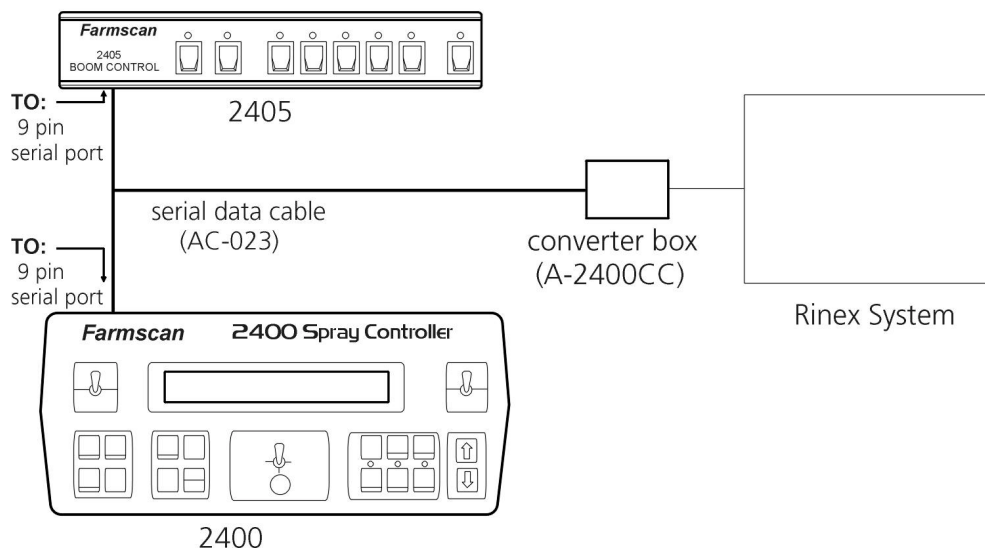 Farmscan
2405
BOOM CONTROL
2405
TO:
9 pin
serial port
serial data cable
(AC-023)
converter box
(A-2400CC)
Rinex System
TO:
9 pin
serial port
Farmscan
2400 Spray Controller
2400